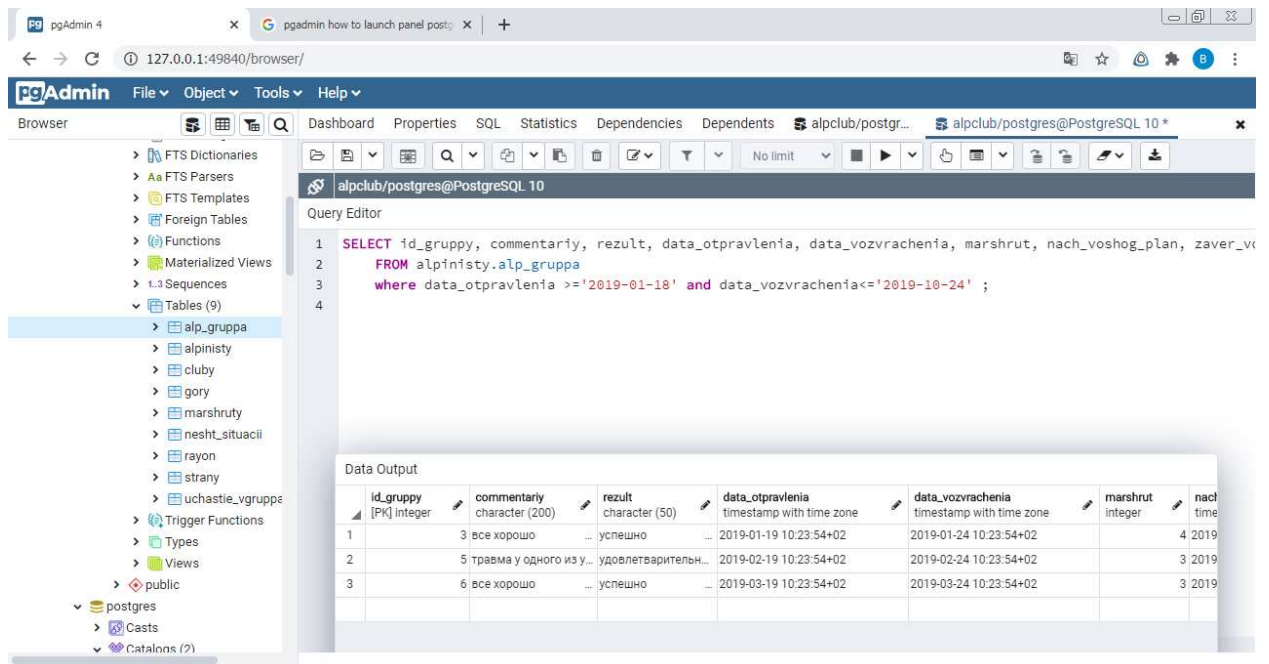 pgAdmin 4
pgadmin how to launch panel postg
127.0.0.1:49840/browser/
B
pgAdmin File Object Tools Help
Browser
Dashboard Properties SQL Statistics Dependencies Dependents alpclub/postgr... alpclub/postgres@PostgreSQL 10 *
FTS Dictionaries
Aa FTS Parsers
FTS Templates
Foreign Tables
Functions
Materialized Views
1..3 Sequences
Tables (9)
alp_gruppa
alpinisty
cluby
gory
marshruty
nesht_situacii
rayon
strany
uchastie_vgruppa
Trigger Functions
Types
Views
public
postgres
Casts
Catalogs (2)
No limit
alpclub/postgres@PostgreSQL 10
Query Editor
1 SELECT id_gruppy, commentariy, rezult, data_otpravlenia, data_vozvrachenia, marshrut, nach_voshog_plan, zaver_vo
2 FROM alpinisty.alp_gruppa
3 where data_otpravlenia >='2019-01-18' and data_vozvrachenia<='2019-10-24' ;
4
Data Output
id_gruppy commentariy rezult data_otpravlenia data_vozvrachenia marshrut nach
[PK] integer character (200) character (50) timestamp with time zone timestamp with time zone integer time
1 3 все хорошо ... успешно ... 2019-01-19 10:23:54+02 2019-01-24 10:23:54+02 4 2019
2 5 травма у одного из у... удовлетварительн... 2019-02-19 10:23:54+02 2019-02-24 10:23:54+02 3 2019
3 6 все хорошо ... успешно ... 2019-03-19 10:23:54+02 2019-03-24 10:23:54+02 3 2019